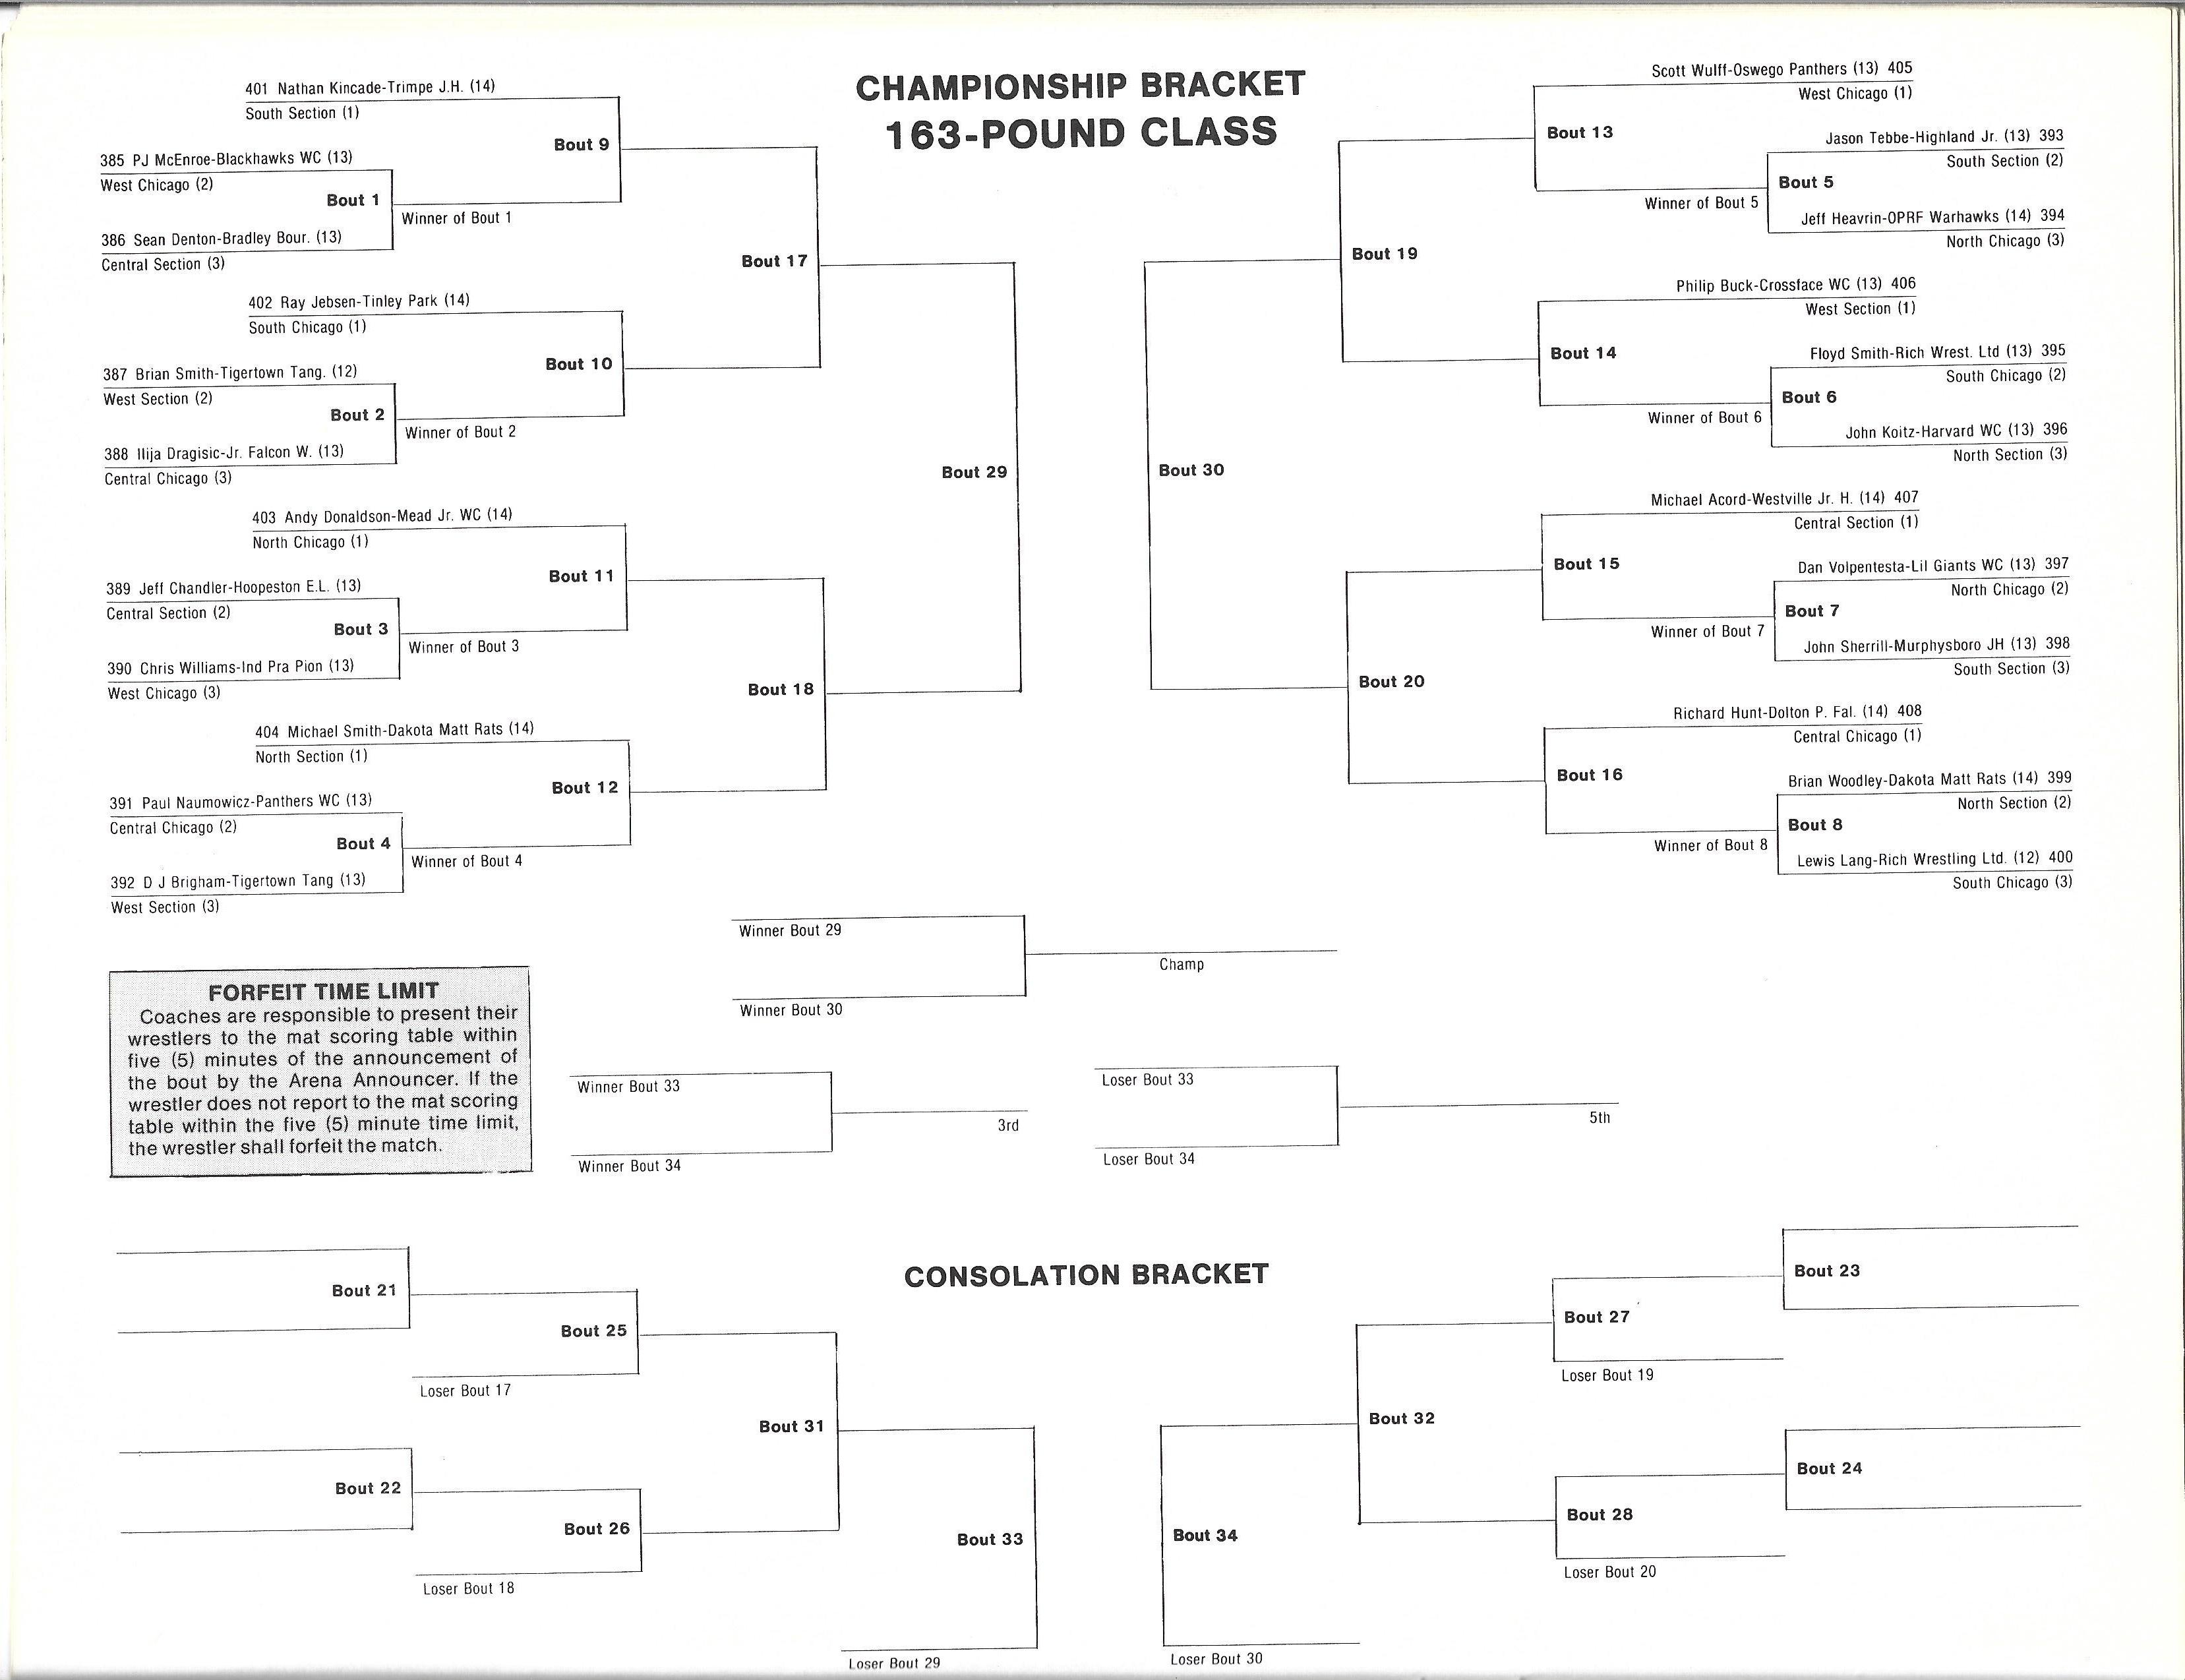 CHAMPIONSHIP BRACKET
163-POUND CLASS
401 Nathan Kincade-Trimpe J.H. (14)
South Section (1)
Bout 9
385 PJ McEnroe-Blackhawks WC (13)
West Chicago (2)
Bout 1
Winner of Bout 1
386 Sean Denton-Bradley Bour. (13)
Central Section (3)
Bout 17
402 Ray Jebsen-Tinley Park (14)
South Chicago (1)
Bout 10
387 Brian Smith-Tigertown Tang. (12)
West Section (2)
Bout 2
Winner of Bout 2
388 Ilija Dragisic-Jr. Falcon W. (13)
Central Chicago (3)
Bout 29
403 Andy Donaldson-Mead Jr. WC (14)
North Chicago (1)
Bout 11
389 Jeff Chandler-Hoopeston E.L. (13)
Central Section (2)
Bout 3
Winner of Bout 3
390 Chris Williams-Ind Pra Pion (13)
West Chicago (3)
Bout 18
404 Michael Smith-Dakota Matt Rats (14)
North Section (1)
Bout 12
391 Paul Naumowicz-Panthers WC (13)
Central Chicago (2)
Bout 4
Winner of Bout 4
392 D J Brigham-Tigertown Tang (13)
West Section (3)
Scott Wulff-Oswego Panthers (13) 405
West Chicago (1)
Bout 13
Jason Tebbe-Highland Jr. (13) 393
South Section (2)
Bout 5
Winner of Bout 5
Jeff Heavrin-OPRF Warhawks (14) 394
North Chicago (3)
Bout 19
Philip Buck-Crossface WC (13) 406
West Section (1)
Bout 14
Floyd Smith-Rich Wrest. Ltd (13) 395
South Chicago (2)
Bout 6
Winner of Bout 6
John Koitz-Harvard WC (13) 396
North Section (3)
Bout 30
Michael Acord-Westville Jr. H. (14) 407
Central Section (1)
Bout 15
Dan Volpentesta-Lil Giants WC (13) 397
North Chicago (2)
Bout 7
Winner of Bout 7
John Sherrill-Murphysboro JH (13) 398
South Section (3)
Bout 20
Richard Hunt-Dolton P. Fal. (14) 408
Central Chicago (1)
Bout 16
Brian Woodley-Dakota Matt Rats (14) 399
North Section (2)
Bout 8
Winner of Bout 8
Lewis Lang-Rich Wrestling Ltd. (12) 400
South Chicago (3)
Winner Bout 29
Champ
Winner Bout 30
FORFEIT TIME LIMIT
Coaches are responsible to present their
wrestlers to the mat scoring table within
five (5) minutes of the announcement of
the bout by the Arena Announcer. If the
wrestler does not report to the mat scoring
table within the five (5) minute time limit,
the wrestler shall forfeit the match.
Winner Bout 33
3rd
Winner Bout 34
Loser Bout 33
5th
Loser Bout 34
CONSOLATION BRACKET
Bout 21
Bout 25
Loser Bout 17
Bout 31
Bout 22
Bout 26
Loser Bout 18
Bout 33
Loser Bout 29
Bout 23
Bout 27
Loser Bout 19
Bout 32
Bout 24
Bout 28
Loser Bout 20
Bout 34
Loser Bout 30